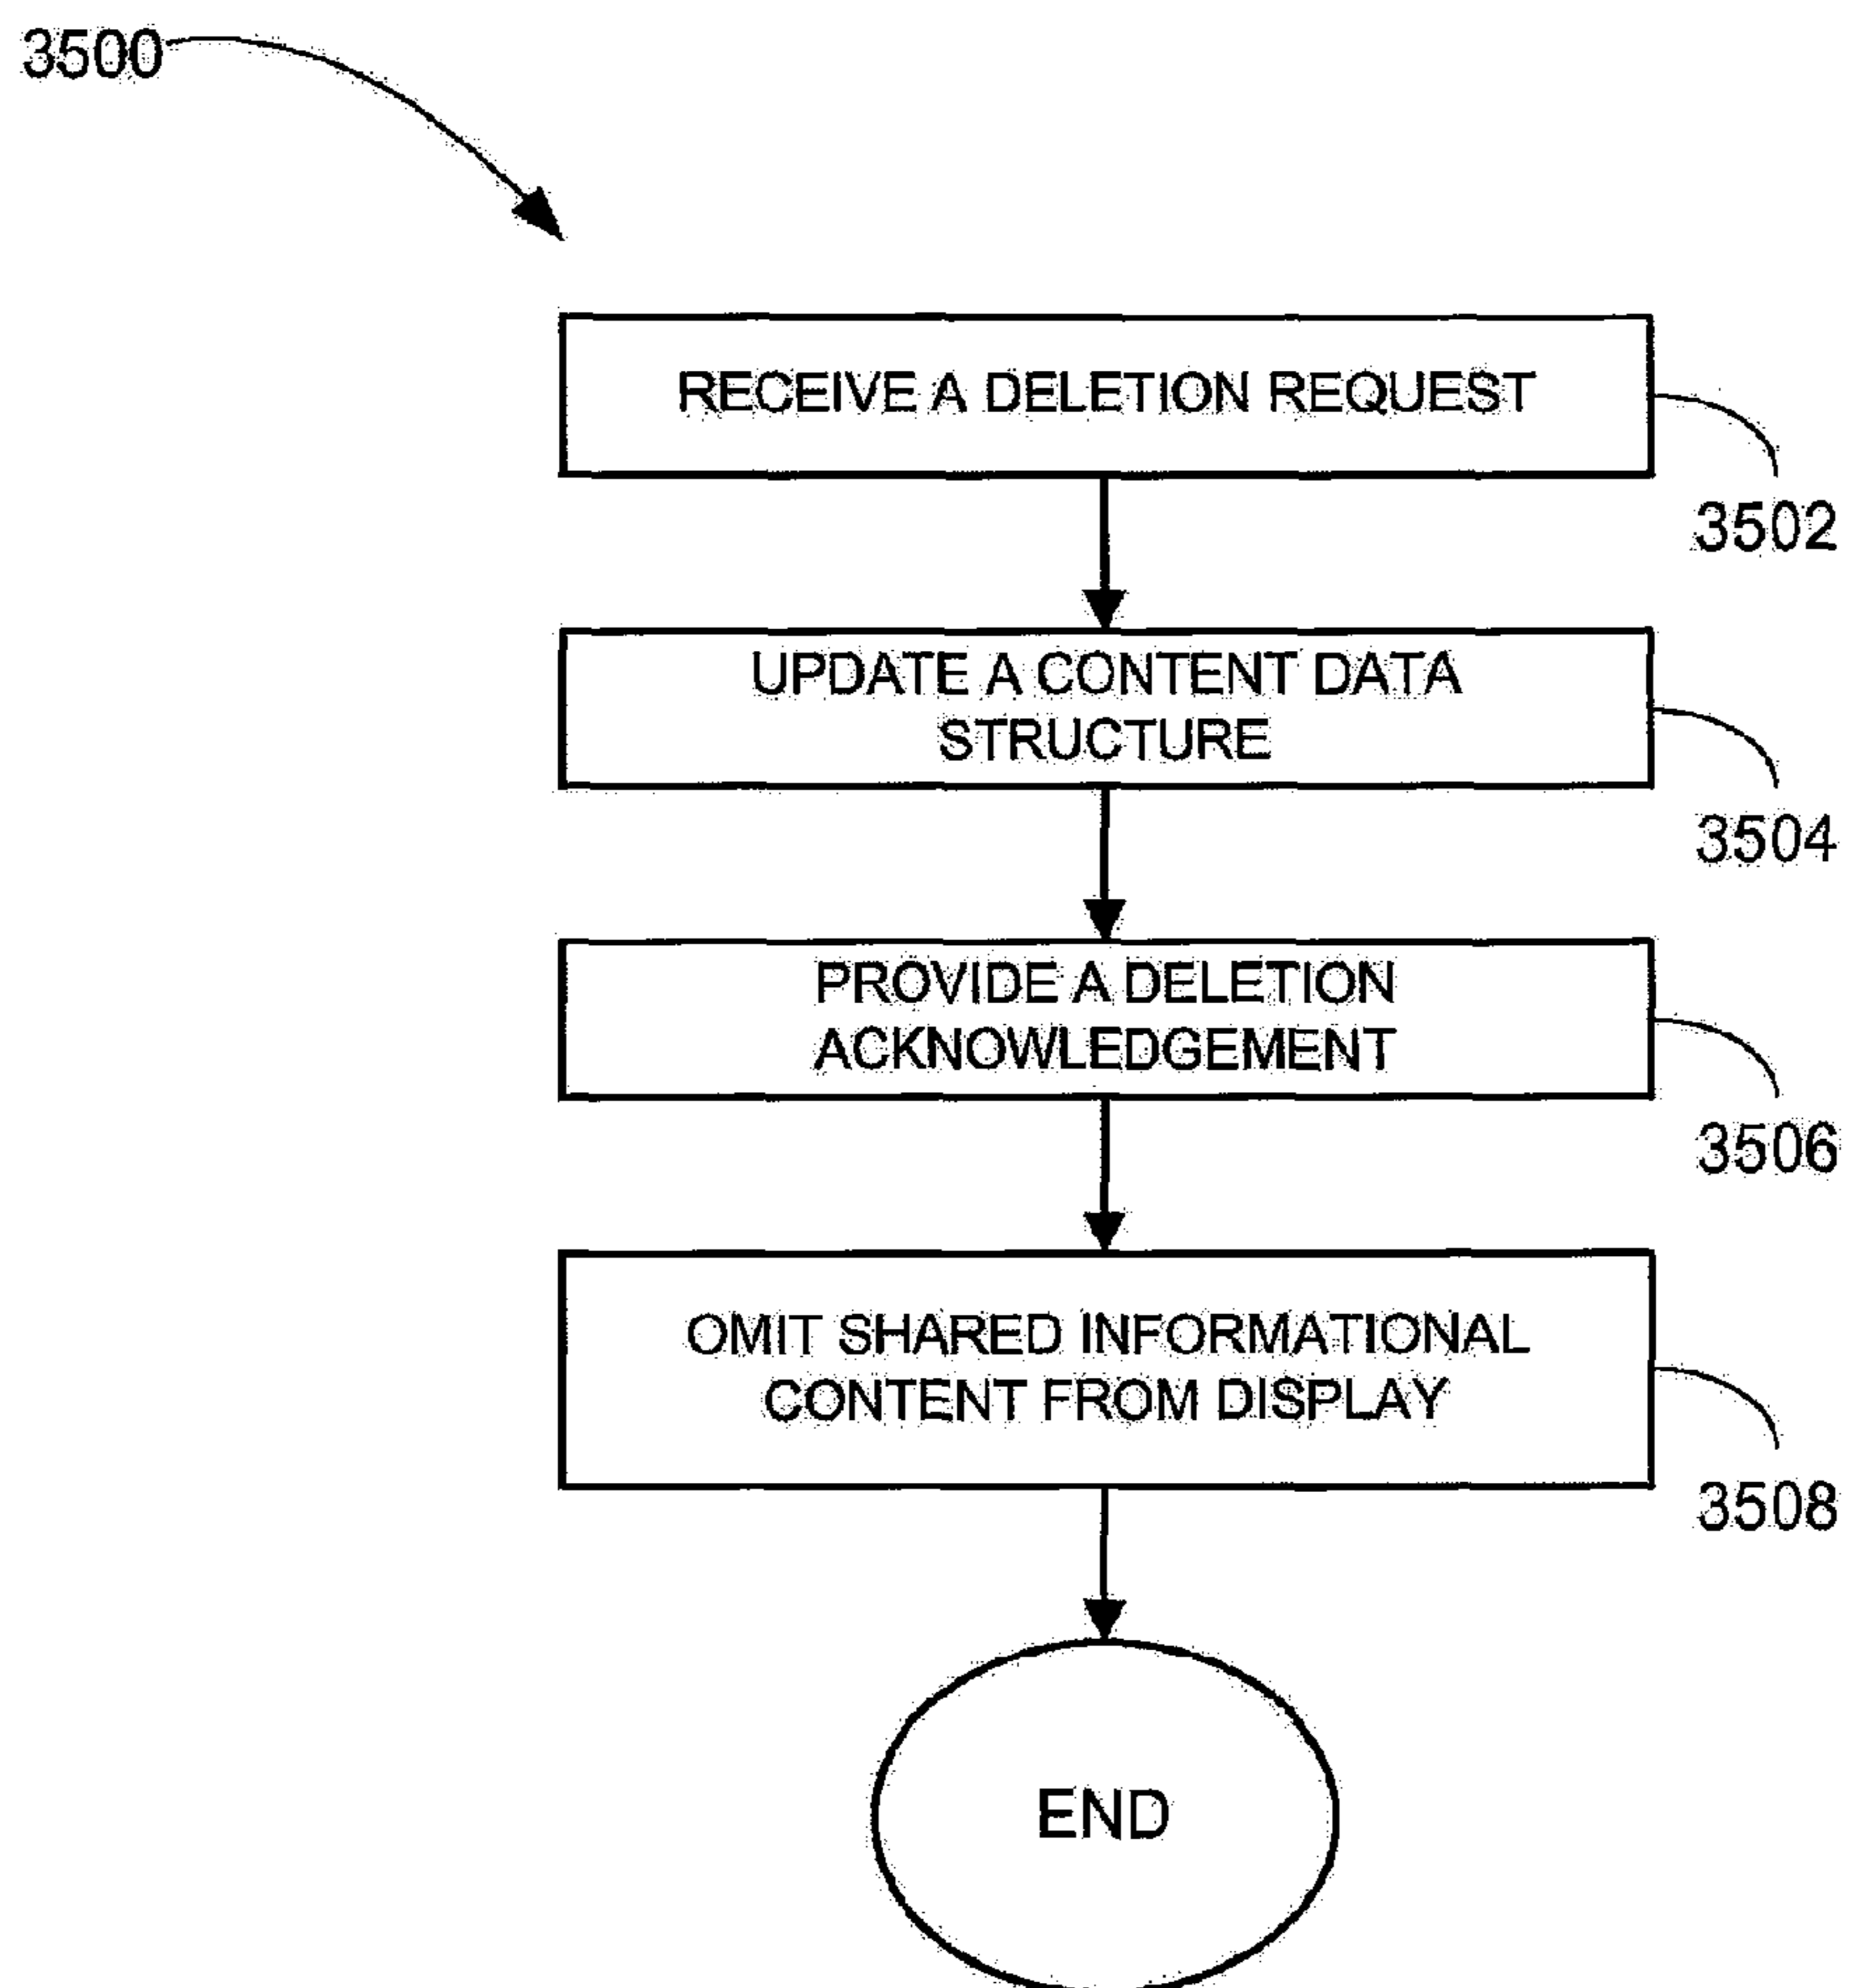 3500
RECEIVE A DELETION REQUEST
3502
UPDATE A CONTENT DATA
STRUCTURE
3504
PROVIDE A DELETION
ACKNOWLEDGEMENT
3506
OMIT SHARED INFORMATIONAL
CONTENT FROM DISPLAY
3508
END